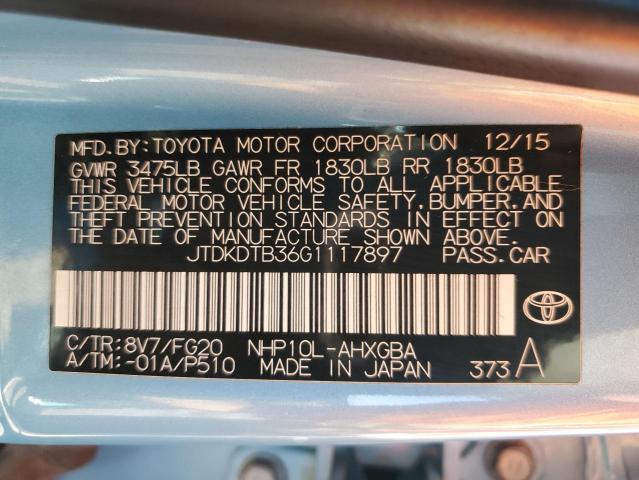 MFD.BY:TOYOTA MOTOR CORPORATION 12/15
GVWR 3475LB GAWR FR 1830LB RR 1830LB
THIS VEHICLE CONFORMS TO ALL APPLICABLE
FEDERAL MOTOR VEHICLE SAFETY,BUMPER,AND
THEFT PREVENTION STANDARDS IN EFFECT ON
THE DATE OF MANUFACTURE SHOWN ABOVE.
JTDKDTB36G1117897 PASS.CAR
C/TR:8V7/FG20 NHP10L-AHXGBA
A/TM:-01A/P510 MADE IN JAPAN 373 A